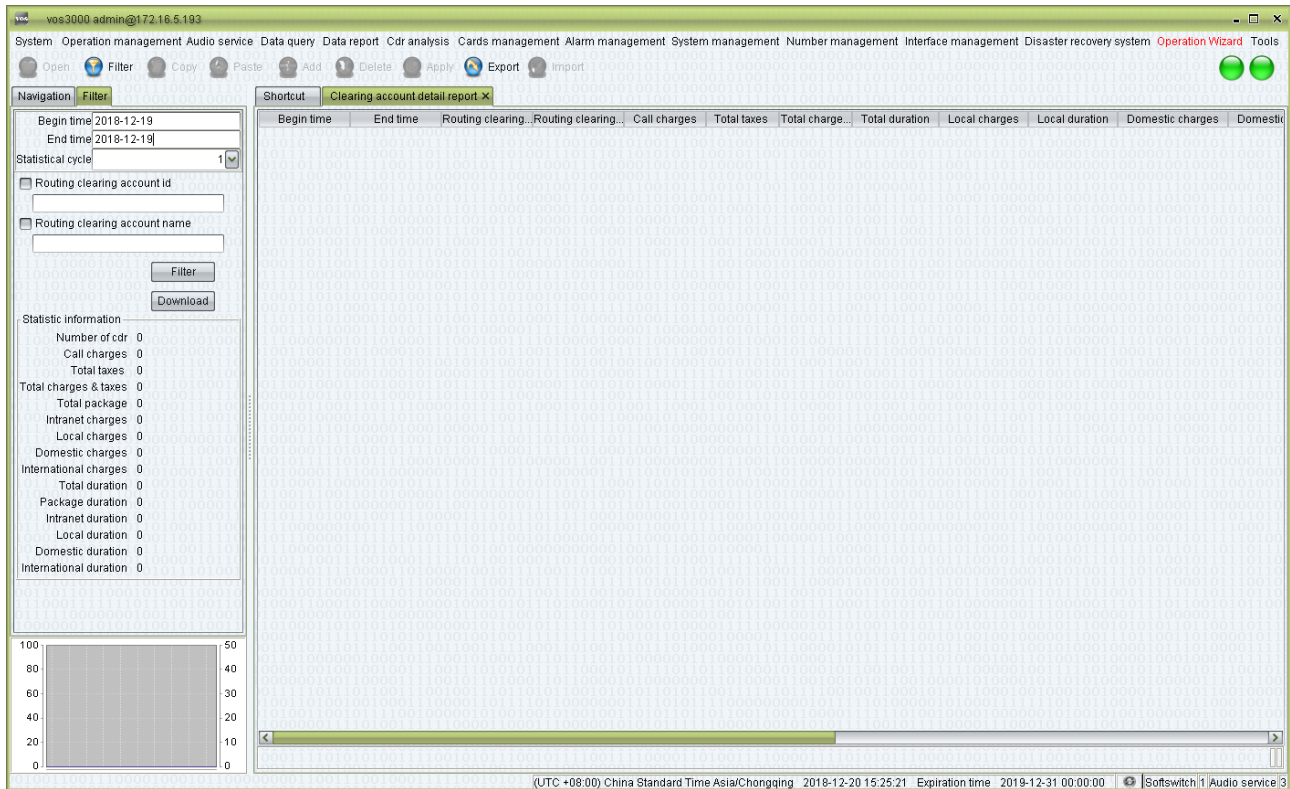 vos3000 admin@172.16.5.193
System Operation management Audio service Data query Data report Cdr analysis Cards management Alarm management System management Number management Interface management Disaster recovery system Operation Wizard Tools
Open Filter Copy Paste Add Delete Apply Export Import
Navigation Filter
Shortcut Clearing account detail report
Begin time 2018-12-19
End time 2018-12-19
Statistical cycle 1
Routing clearing account id
Routing clearing account name
Filter
Download
Statistic information
Number of cdr 0
Call charges 0
Total taxes 0
Total charges & taxes 0
Total package 0
Intranet charges 0
Local charges 0
Domestic charges 0
International charges 0
Total duration 0
Package duration 0
Intranet duration 0
Local duration 0
Domestic duration 0
International duration 0
100 50
80 40
60 30
40 20
20 10
0 0
Begin time End time Routing clearing... Routing clearing... Call charges Total taxes Total charge... Total duration Local charges Local duration Domestic charges Domestic
(UTC +08:00) China Standard Time Asia/Chongqing 2018-12-20 15:25:21 Expiration time 2019-12-31 00:00:00 Softswitch 1 Audio service 3